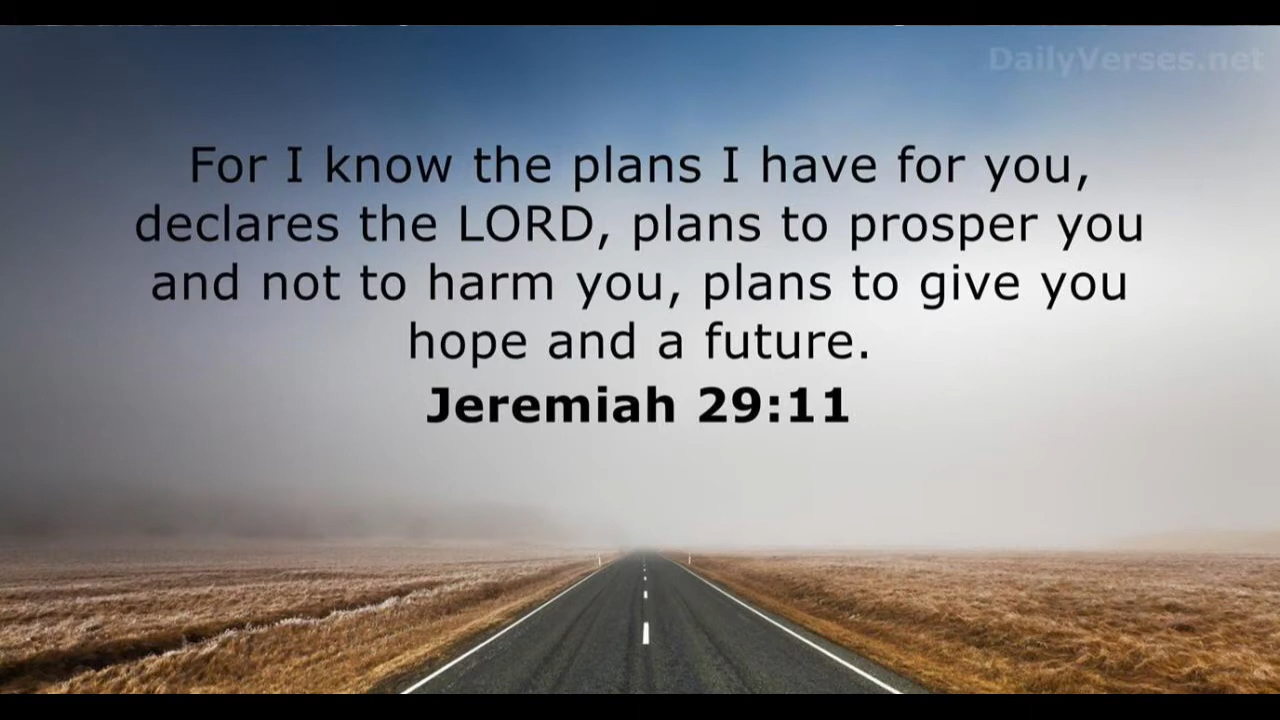 DailyVerses.net
For I know the plans I have for you,
declares the LORD, plans to prosper you
and not to harm you, plans to give you
hope and a future.
Jeremiah 29:11